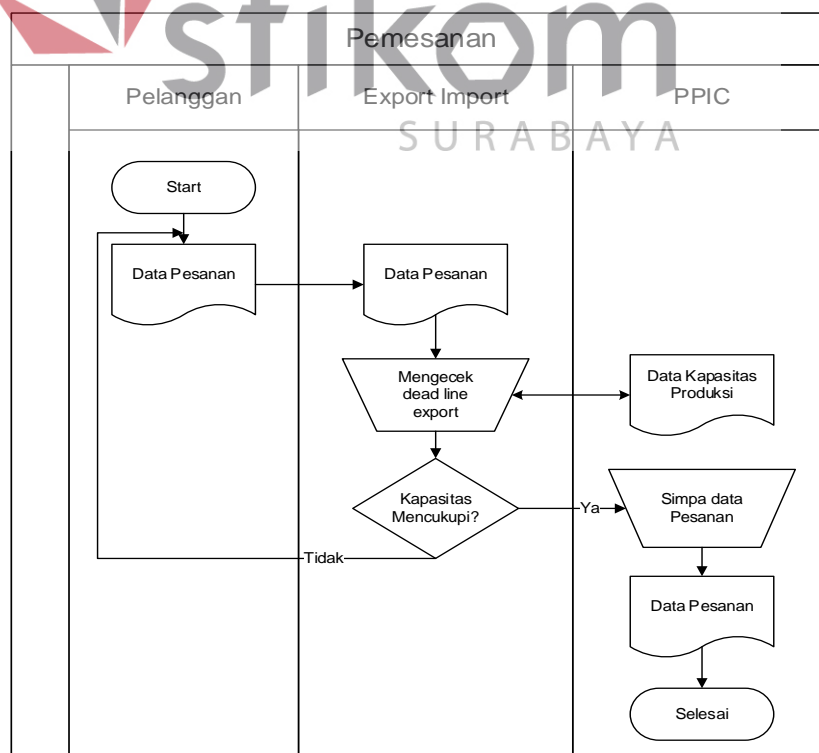 stikom
SURABAYA
Pemesanan
Pelanggan
Export Import
PPIC
Start
Data Pesanan
Data Pesanan
Mengecek
dead line
export
Data Kapasitas
Produksi
Kapasitas
Mencukupi?
Ya
Tidak
Simpa data
Pesanan
Data Pesanan
Selesai